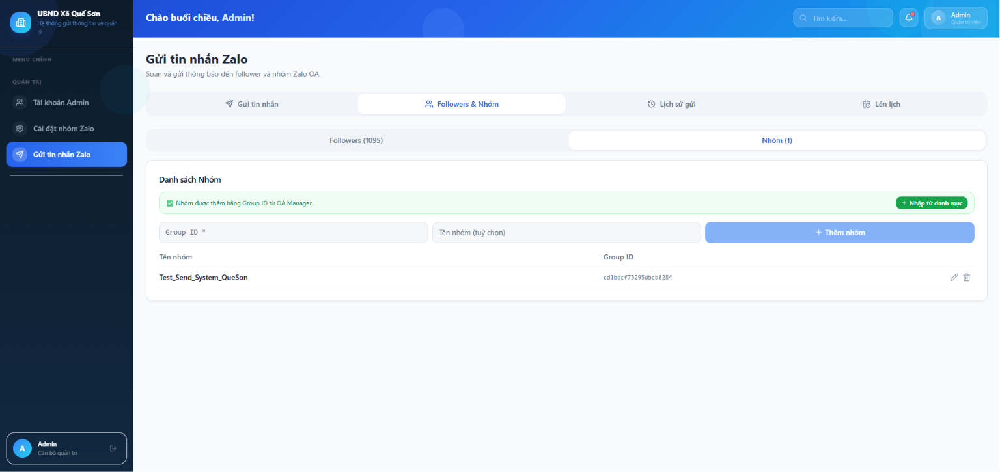 UBND Xã Quế Sơn
Hệ thống gửi thông tin và quản
lý
MENU CHÍNH
QUẢN TRỊ
Tài khoản Admin
Cài đặt nhóm Zalo
Gửi tin nhắn Zalo
A
Admin
Cán bộ quản trị
Chào buổi chiều, Admin!
Tìm kiếm...
A
Admin
Quản trị viên
Gửi tin nhắn Zalo
Soạn và gửi thông báo đến follower và nhóm Zalo OA
Gửi tin nhắn
Followers & Nhóm
Lịch sử gửi
Lên lịch
Followers (1095)
Nhóm (1)
Danh sách Nhóm
✅ Nhóm được thêm bằng Group ID từ OA Manager.
+ Nhập từ danh mục
Group ID *
Tên nhóm (tuỳ chọn)
+ Thêm nhóm
Tên nhóm
Group ID
Test_Send_System_QueSon
cd1bdcf73295dbcb8284